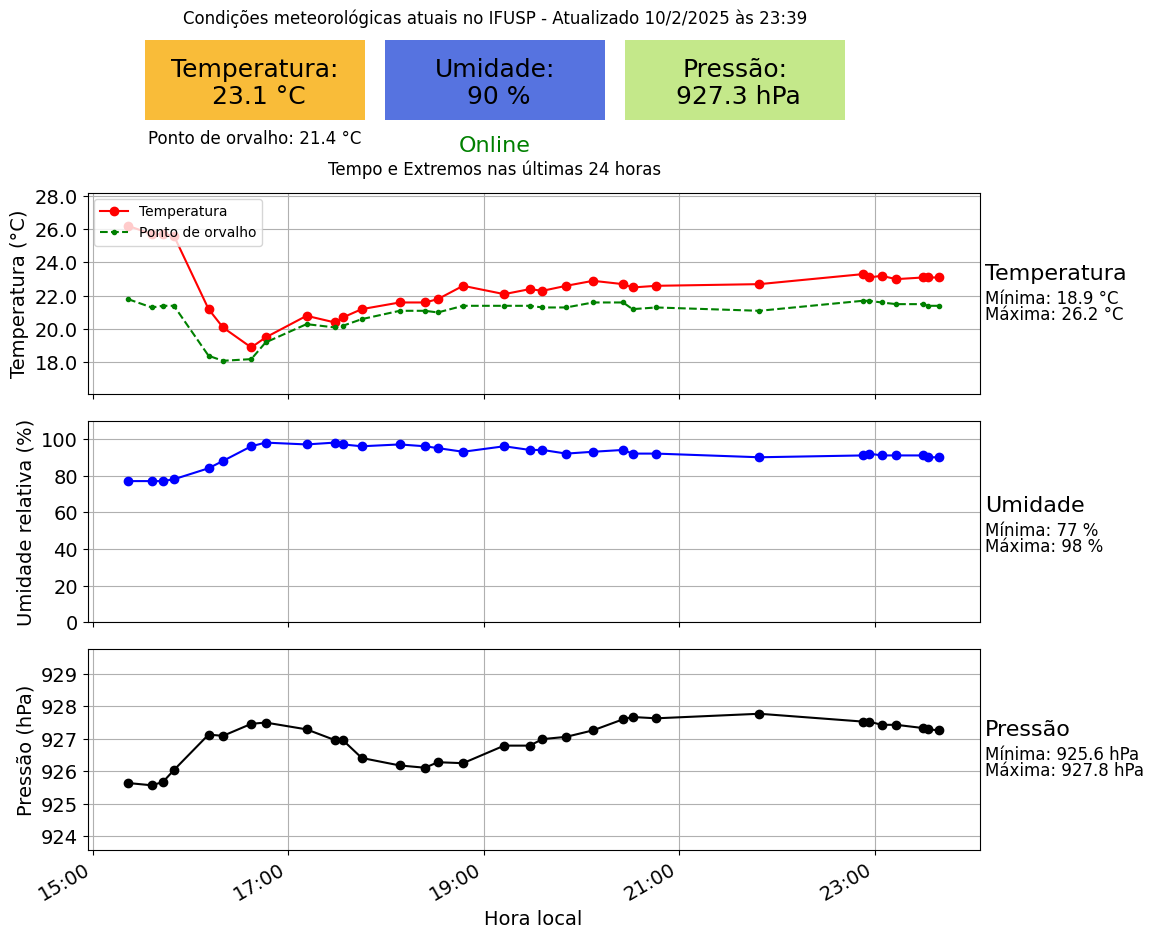 Condições meteorológicas atuais no IFUSP - Atualizado 10/2/2025 às 23:39
Temperatura:
23.1 °C
Umidade:
90 %
Pressão:
927.3 hPa
Ponto de orvalho: 21.4 °C
Online
Tempo e Extremos nas últimas 24 horas
Temperatura (°C)
28.0
26.0
24.0
22.0
20.0
18.0
Temperatura
Ponto de orvalho
Temperatura
Mínima: 18.9 °C
Máxima: 26.2 °C
Umidade relativa (%)
100
80
60
40
20
0
Umidade
Mínima: 77 %
Máxima: 98 %
Pressão (hPa)
929
928
927
926
925
924
Pressão
Mínima: 925.6 hPa
Máxima: 927.8 hPa
15:00
17:00
19:00
21:00
23:00
Hora local